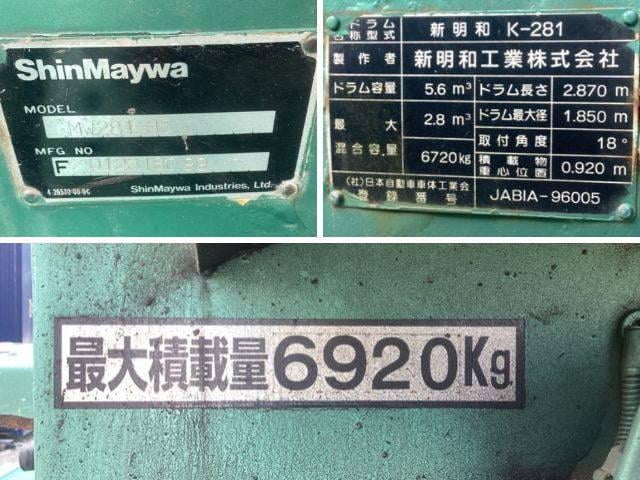 ShinMaywa
MODEL
MFG NO
F
4-26572-00-0C
ShinMaywa Industries, Ltd.
ドラム
名称型式
新明和 K-281
製作者
新明和工業株式会社
ドラム容量 5.6 m³ ドラム長さ 2.870 m
最大
混合容量
2.8 m³ ドラム最大径 1.850 m
6720kg
取付角度 18°
積載物
重心位置
0.920 m
(社)日本自動車車体工業会
登録番号
JABIA-96005
最大積載量6920Kg